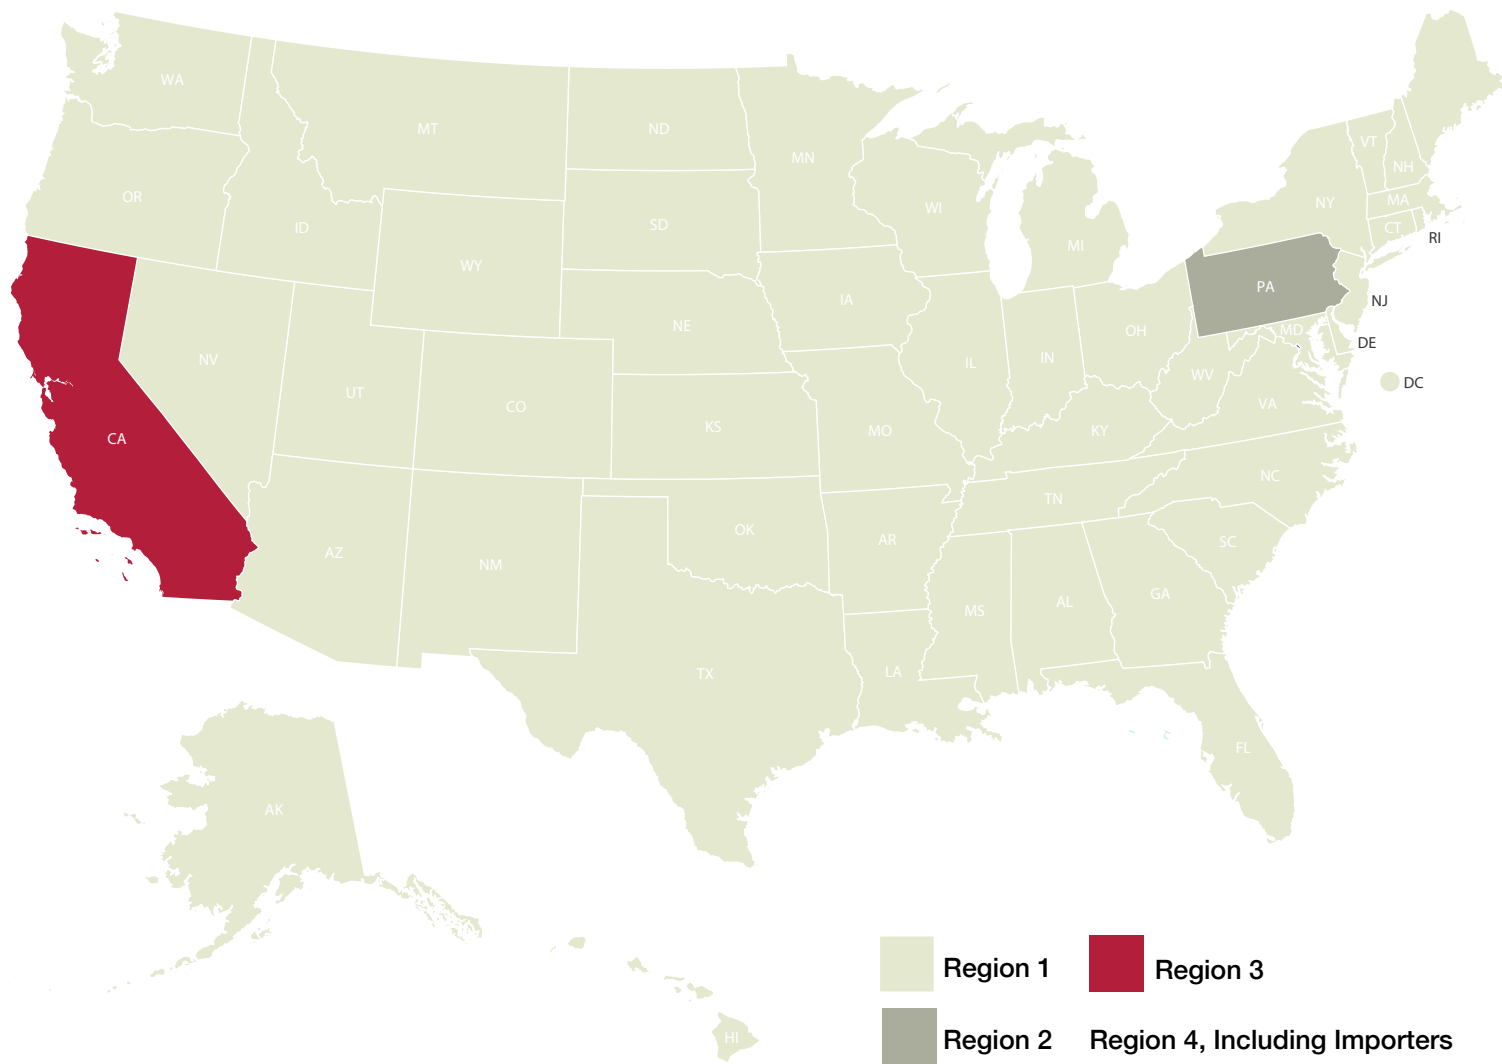 WA
MT
ND
MN
VT
NH
OR
ID
SD
WI
NY
MA
MI
CT
RI
WY
PA
NJ
IA
NE
OH
MD
DE
NV
IL
IN
WV
DC
UT
CO
VA
KS
MO
KY
CA
NC
TN
OK
AR
SC
AZ
NM
MS
AL
GA
TX
LA
FL
AK
HI
Region 1
Region 3
Region 2
Region 4, Including Importers